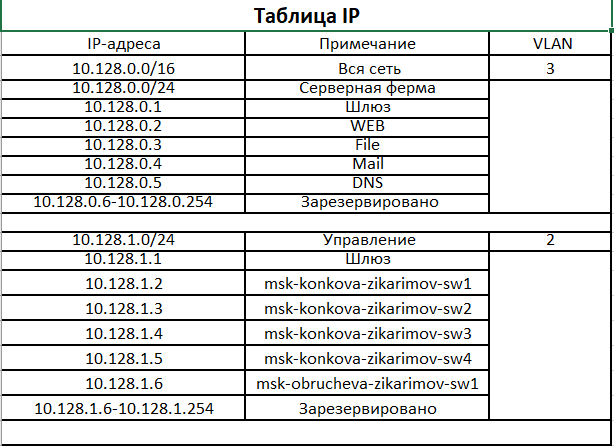 Таблица IP
IP-адреса Примечание VLAN
10.128.0.0/16 Вся сеть 3
10.128.0.0/24 Серверная ферма
10.128.0.1 Шлюз
10.128.0.2 WEB
10.128.0.3 File
10.128.0.4 Mail
10.128.0.5 DNS
10.128.0.6-10.128.0.254 Зарезервировано
10.128.1.0/24 Управление 2
10.128.1.1 Шлюз
10.128.1.2 msk-konkova-zikarimov-sw1
10.128.1.3 msk-konkova-zikarimov-sw2
10.128.1.4 msk-konkova-zikarimov-sw3
10.128.1.5 msk-konkova-zikarimov-sw4
10.128.1.6 msk-obrucheva-zikarimov-sw1
10.128.1.6-10.128.1.254 Зарезервировано